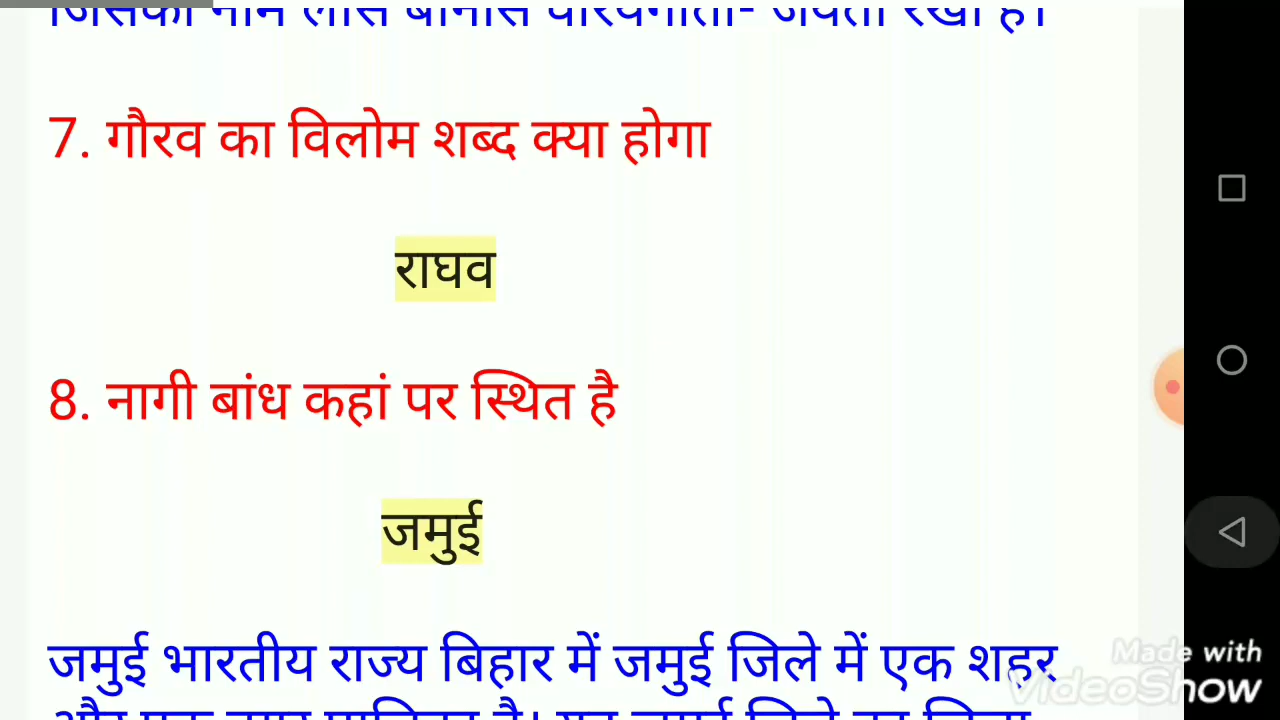 7. गौरव का विलोम शब्द क्या होगा
राघव
8. नागी बांध कहां पर स्थित है
जमुई
जमुई भारतीय राज्य बिहार में जमुई जिले में एक शहर
Made with
VideoShow